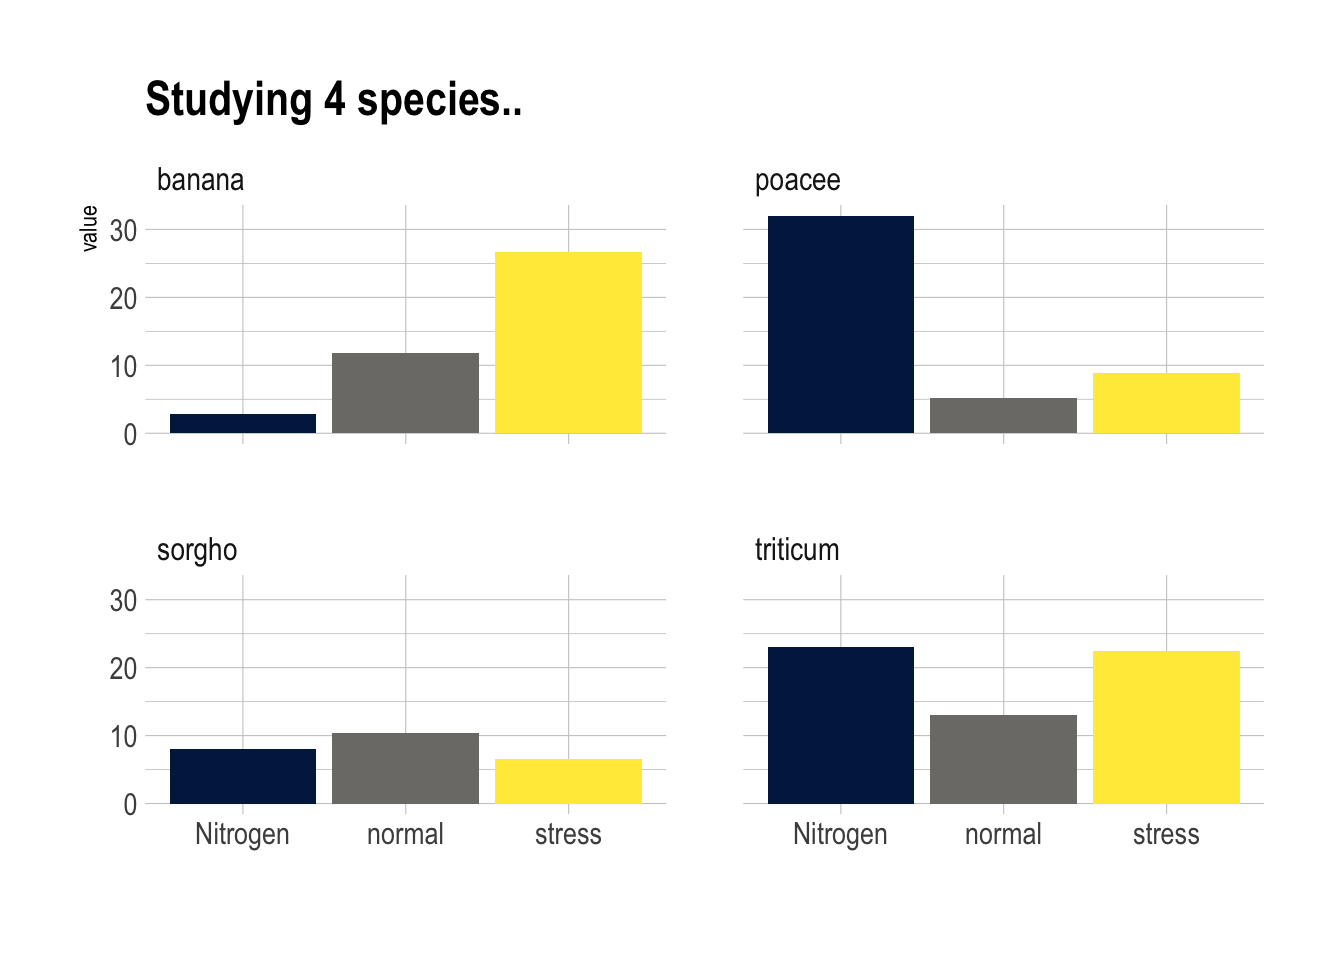 Studying 4 species..
banana
poacee
value
30
20
10
0
sorgho
triticum
30
20
10
0
Nitrogen normal stress
Nitrogen normal stress